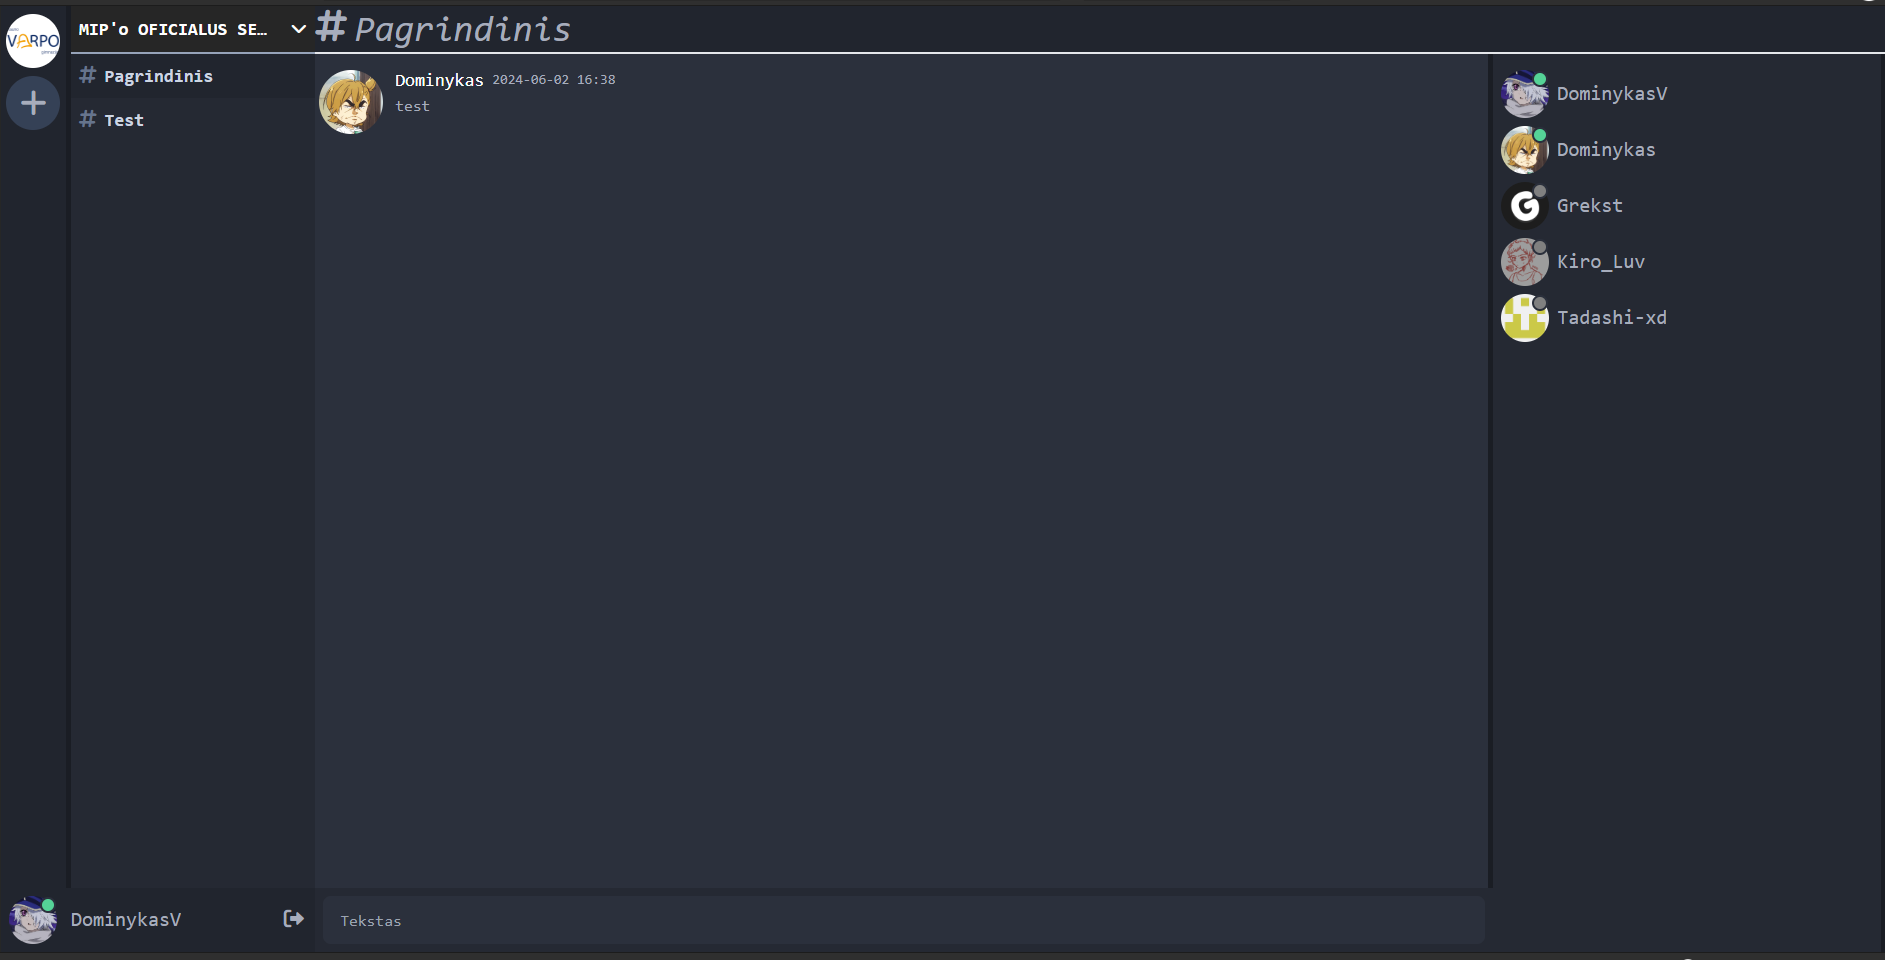 VARPO
MIP'o OFICIALUS SE…
# Pagrindinis
# Pagrindinis
# Test
Dominykas 2024-06-02 16:38
test
DominykasV
Dominykas
G
Grekst
Kiro_Luv
Tadashi-xd
DominykasV
Tekstas